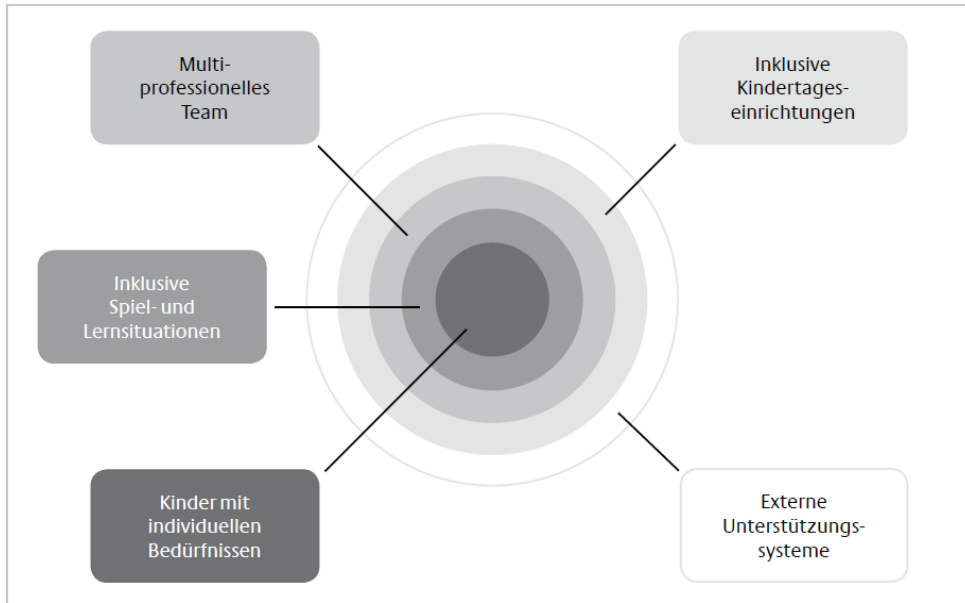 Multi-
professionelles
Team
Inklusive
Kindertages-
einrichtungen
Inklusive
Spiel- und
Lernsituationen
Kinder mit
individuellen
Bedürfnissen
Externe
Unterstützungs-
systeme